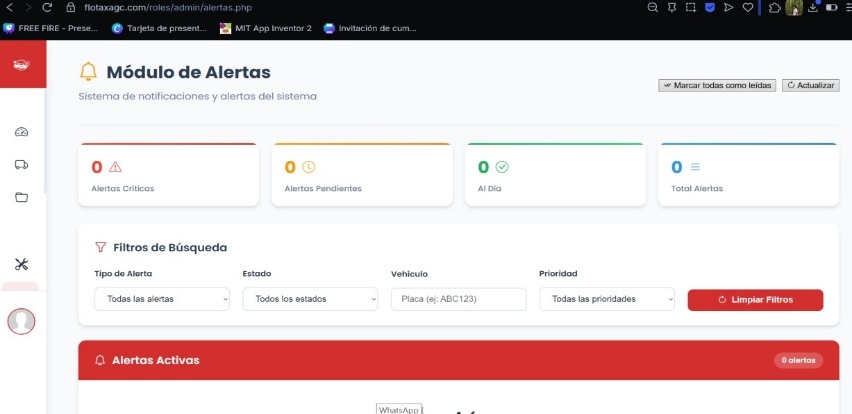 flotaxagc.com/roles/admin/alertas.php
FREE FIRE - Prese...
Tarjeta de present...
MIT App Inventor 2
Invitación de cum...
Módulo de Alertas
Sistema de notificaciones y alertas del sistema
Marcar todas como leídas
Actualizar
0
Alertas Críticas
0
Alertas Pendientes
0
Al Día
0
Total Alertas
Filtros de Búsqueda
Tipo de Alerta
Estado
Vehículo
Prioridad
Todas las alertas
Todos los estados
Placa (ej: ABC123)
Todas las prioridades
Limpiar Filtros
Alertas Activas
0 alertas
WhatsApp